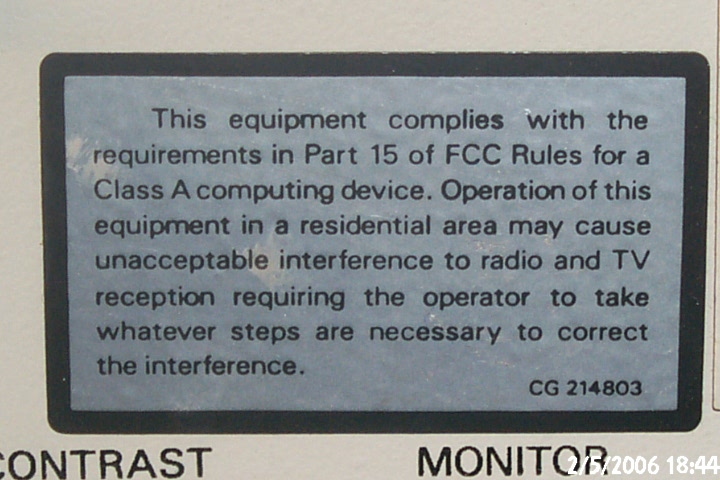 This equipment complies with the
requirements in Part 15 of FCC Rules for a
Class A computing device. Operation of this
equipment in a residential area may cause
unacceptable interference to radio and TV
reception requiring the operator to take
whatever steps are necessary to correct
the interference.
CG 214803
CONTRAST MONITOR
2/5/2006 18:44